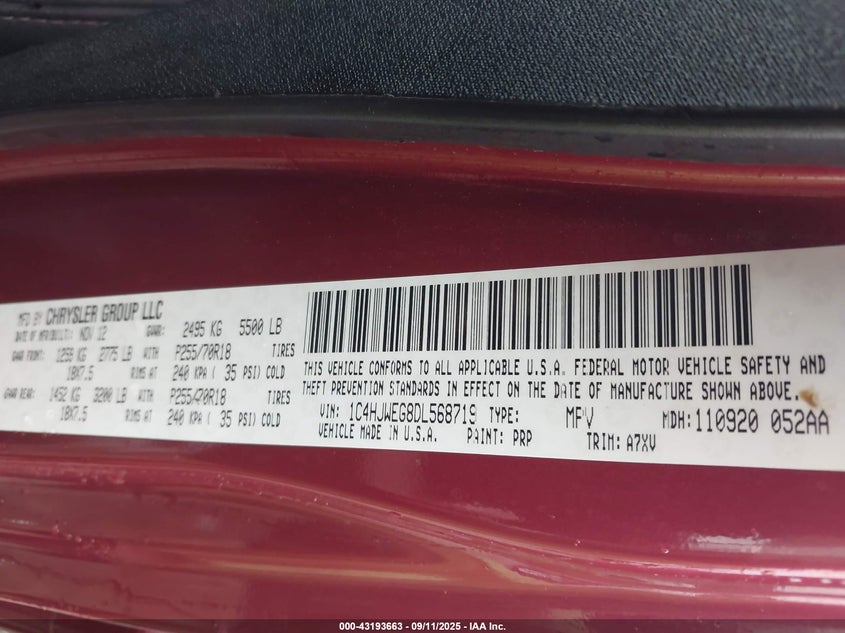 MFD BY CHRYSLER GROUP LLC
DATE OF MFR/BUILT: NOV 12 GVWR: 2495 KG 5500 LB
GAWR FRONT: 1259 KG 2775 LB WITH P255/70R18 TIRES
18X7.5 RIMS AT 240 KPA ( 35 PSI) COLD
GAWR REAR: 1452 KG 3200 LB WITH P255/70R18 TIRES
18X7.5 RIMS AT 240 KPA ( 35 PSI) COLD
THIS VEHICLE CONFORMS TO ALL APPLICABLE U.S.A. FEDERAL MOTOR VEHICLE SAFETY AND
THEFT PREVENTION STANDARDS IN EFFECT ON THE DATE OF MANUFACTURE SHOWN ABOVE.
VIN: 1C4HJWEG8DL568719 TYPE: MPV MDH: 110920 052AA
VEHICLE MADE IN U.S.A. PAINT: PRP TRIM: A7XV
000-43193663 - 09/11/2025 - IAA Inc.